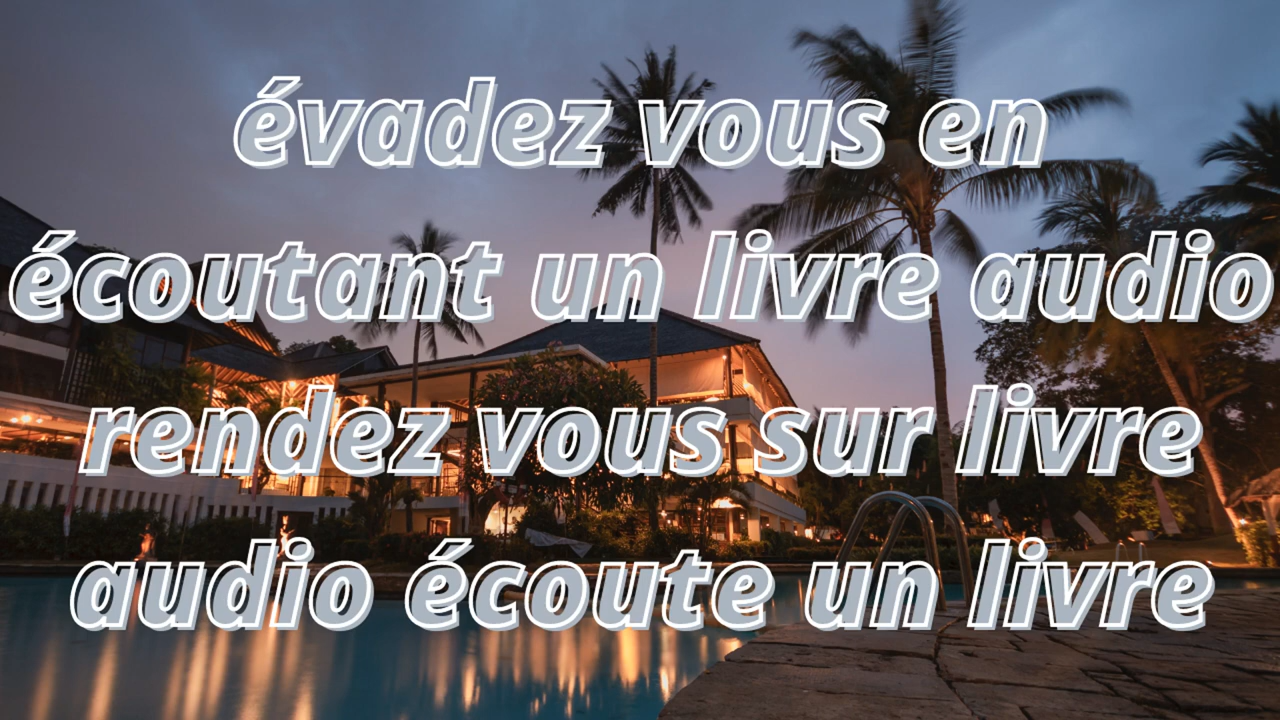 évadez vous en
écoutant un livre audio
rendez vous sur livre
audio écoute un livre